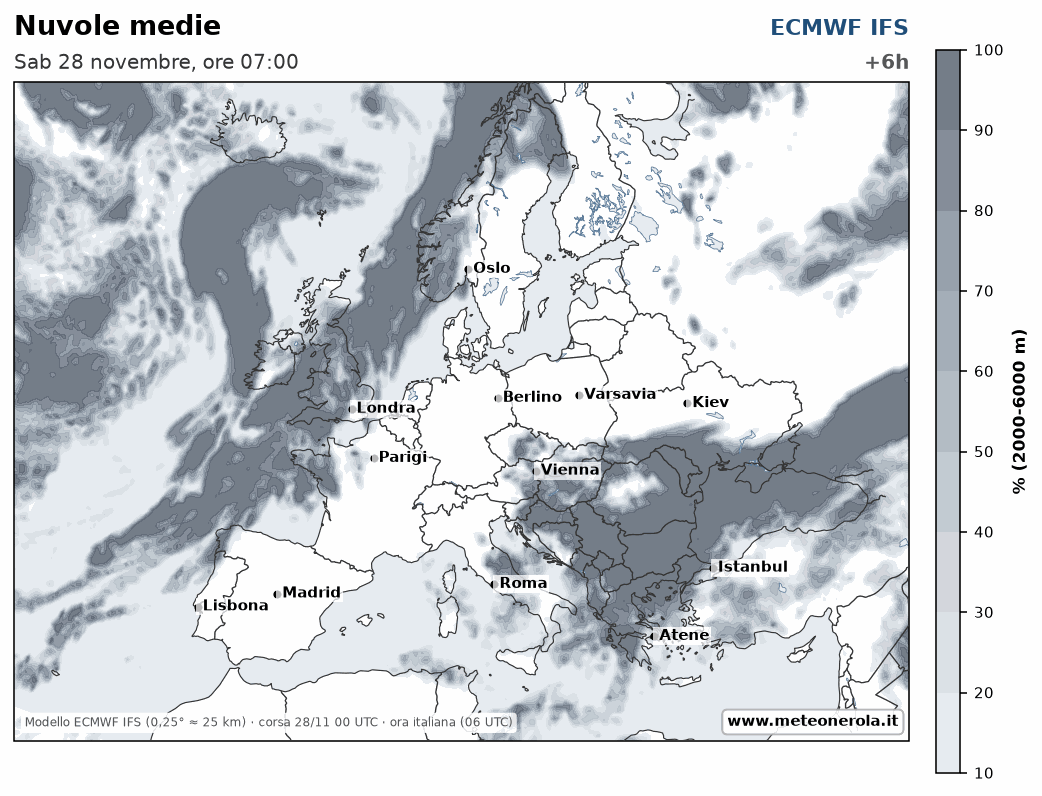 Nuvole medie
ECMWF IFS
Sab 28 novembre, ore 07:00
+6h
100
90
80
70
60
50
40
30
20
10
% (2000-6000 m)
Oslo
Londra
Berlino
Varsavia
Kiev
Parigi
Vienna
Istanbul
Roma
Madrid
Lisbona
Atene
Modello ECMWF IFS (0,25° ≈ 25 km) · corsa 28/11 00 UTC · ora italiana (06 UTC)
www.meteonerola.it